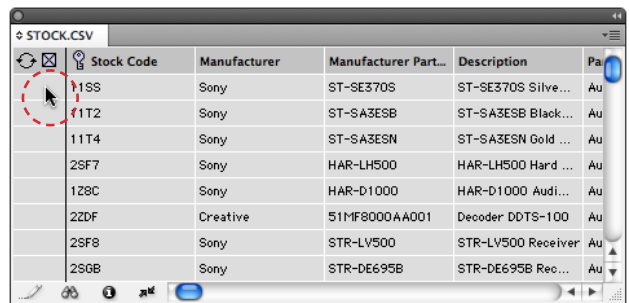 STOCK.CSV
Stock Code Manufacturer Manufacturer Part... Description Pa
11SS Sony ST-SE370S ST-SE370S Silve... Au
11T2 Sony ST-SA3ESB ST-SA3ESB Black... Au
11T4 Sony ST-SA3ESN ST-SA3ESN Gold ... Au
2SF7 Sony HAR-LH500 HAR-LH500 Hard ... Au
1Z8C Sony HAR-D1000 HAR-D1000 Audi... Au
2ZDF Creative 51MF8000AA001 Decoder DDTS-100 Au
2SF8 Sony STR-LV500 STR-LV500 Receiver Au
2SGB Sony STR-DE695B STR-DE695B Rec... Au